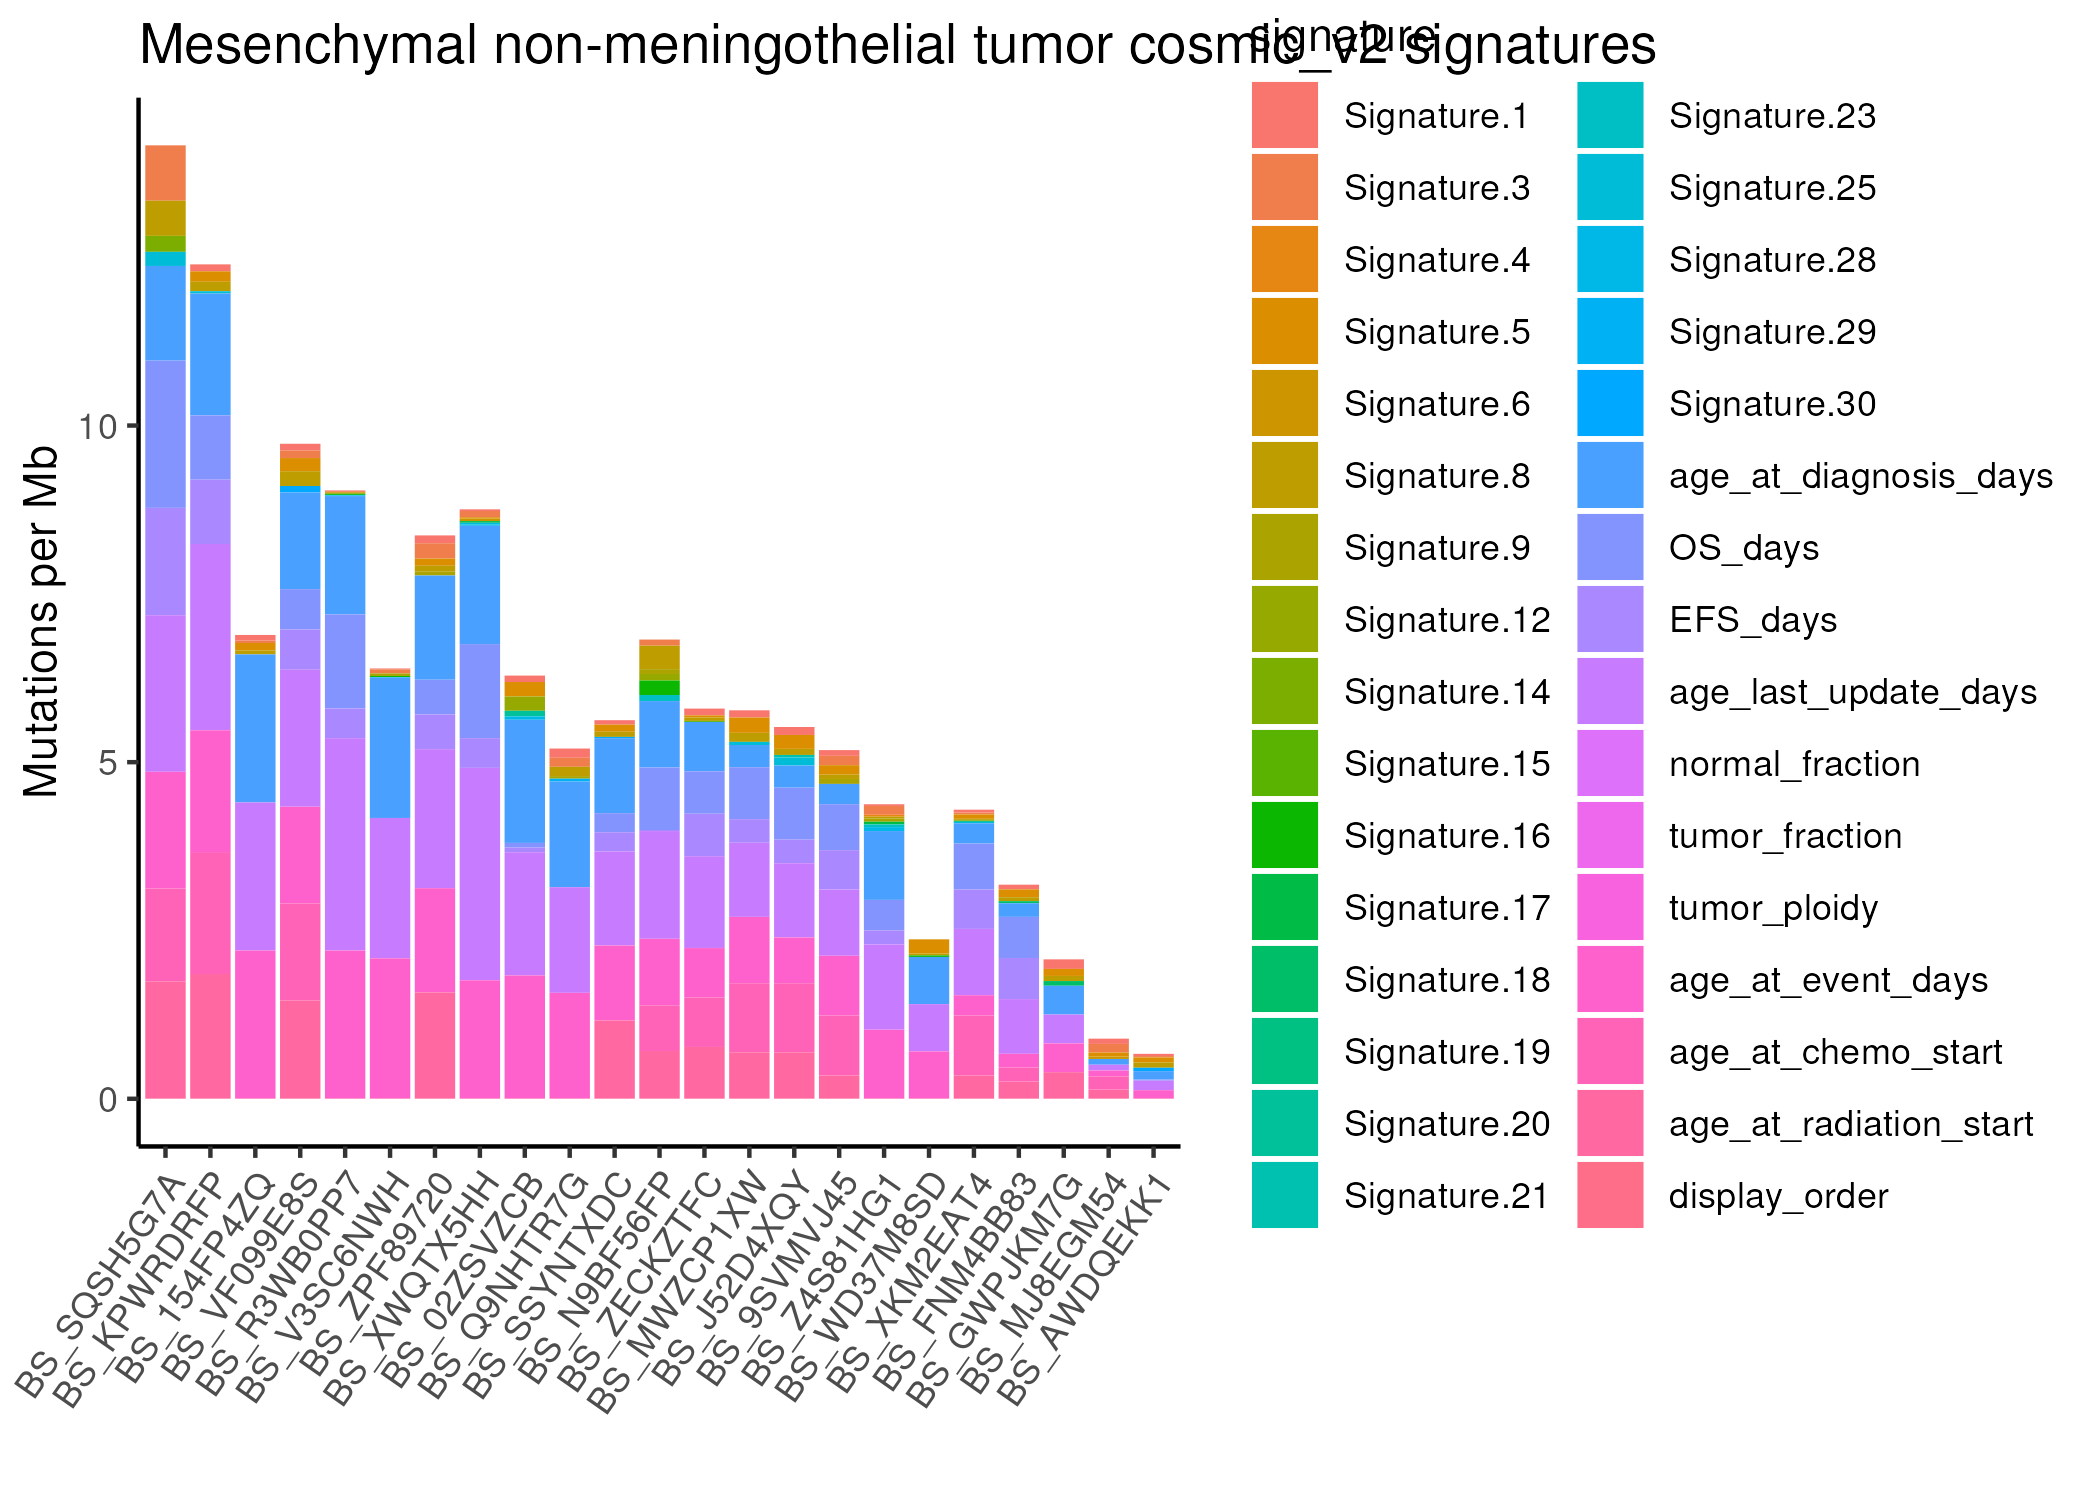 Mesenchymal non-meningothelial tumor cosmic_v2 signatures
signature
Signature.1
Signature.3
Signature.4
Signature.5
Signature.6
Signature.8
Signature.9
Signature.12
Signature.14
Signature.15
Signature.16
Signature.17
Signature.18
Signature.19
Signature.20
Signature.21
Signature.23
Signature.25
Signature.28
Signature.29
Signature.30
age_at_diagnosis_days
OS_days
EFS_days
age_last_update_days
normal_fraction
tumor_fraction
tumor_ploidy
age_at_event_days
age_at_chemo_start
age_at_radiation_start
display_order
Mutations per Mb
10
5
0
BS_SQSH5G7A
BS_KPWRDRFP
BS_154FP4ZQ
BS_VF099E8S
BS_R3WB0PP7
BS_V3SC6NWH
BS_ZPF89720
BS_XWQTX5HH
BS_02ZSVZCB
BS_Q9NHTR7G
BS_SSYNTXDC
BS_N9BF56FP
BS_ZECKZTFC
BS_MWZCP1XW
BS_J52D4XQY
BS_9SVMVJ45
BS_Z4S81HG1
BS_WD37M8SD
BS_XKM2EAT4
BS_FNM4BB83
BS_GWPJKM7G
BS_MJ8EGM54
BS_AWDQEKK1